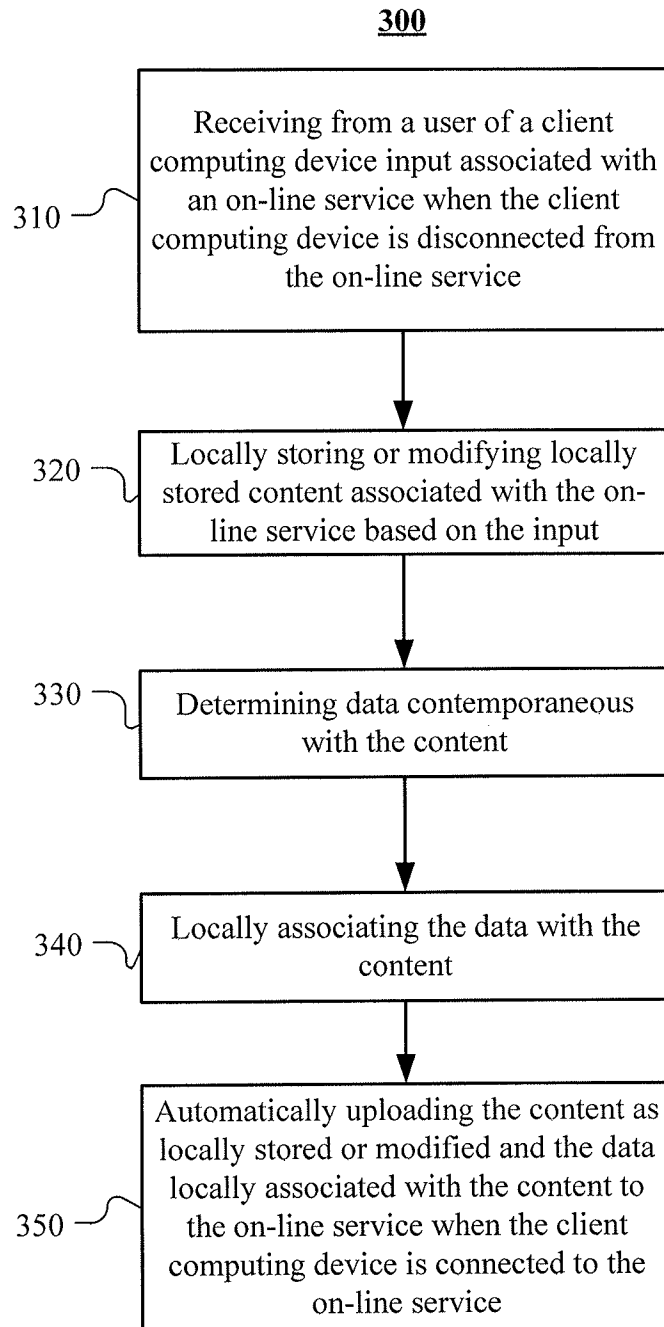 300
Receiving from a user of a client
computing device input associated with
an on-line service when the client
computing device is disconnected from
the on-line service
310
Locally storing or modifying locally
stored content associated with the on-
line service based on the input
320
Determining data contemporaneous
with the content
330
Locally associating the data with the
content
340
Automatically uploading the content as
locally stored or modified and the data
locally associated with the content to
the on-line service when the client
computing device is connected to the
on-line service
350